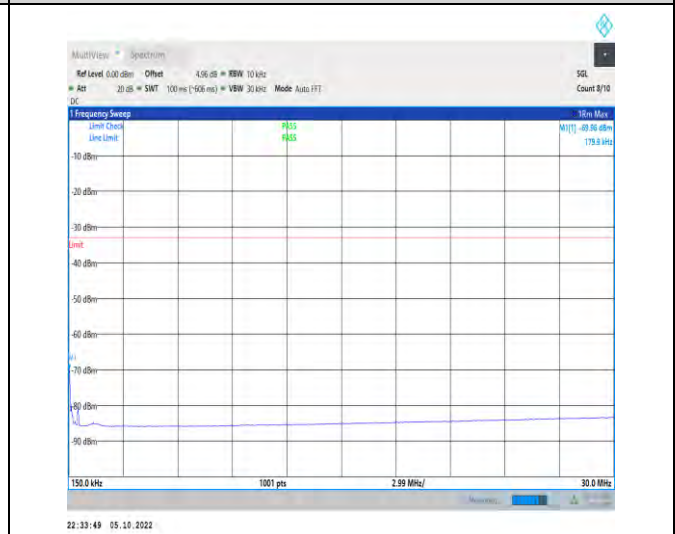 MultiView Spectrum
Ref Level 0.00 dBm Offset 4.96 dB RBW 10 kHz SGL
Att 20 dB SWT 100 ms (~606 ms) VBW 30 kHz Mode Auto FFT Count 8/10
DC
1 Frequency Sweep 1Rm Max
Limit Check PASS M1[1] -69.96 dBm
Line Limit PASS 179.9 kHz
-10 dBm
-20 dBm
-30 dBm
Limit
-40 dBm
-50 dBm
-60 dBm
M1
-70 dBm
-80 dBm
-90 dBm
150.0 kHz 1001 pts 2.99 MHz/ 30.0 MHz
22:33:49 05.10.2022